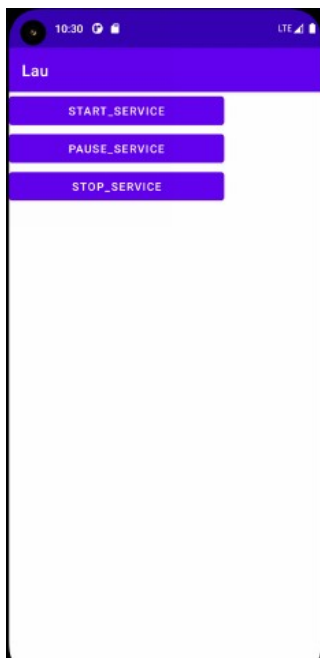 10:30 LTE
Lau
START_SERVICE
PAUSE_SERVICE
STOP_SERVICE